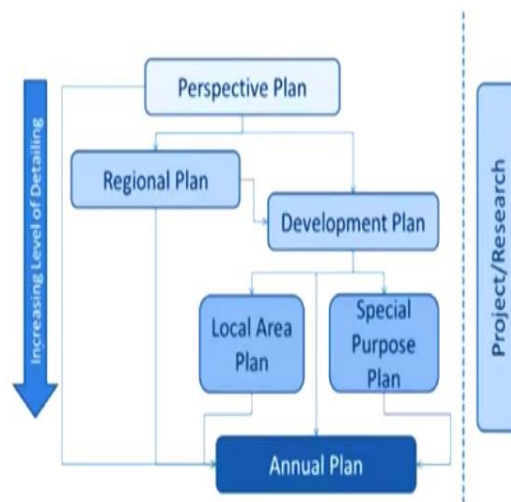 Perspective Plan
Regional Plan
Development Plan
Local Area
Plan
Special
Purpose
Plan
Annual Plan
Increasing Level of Detailing
Project/Research